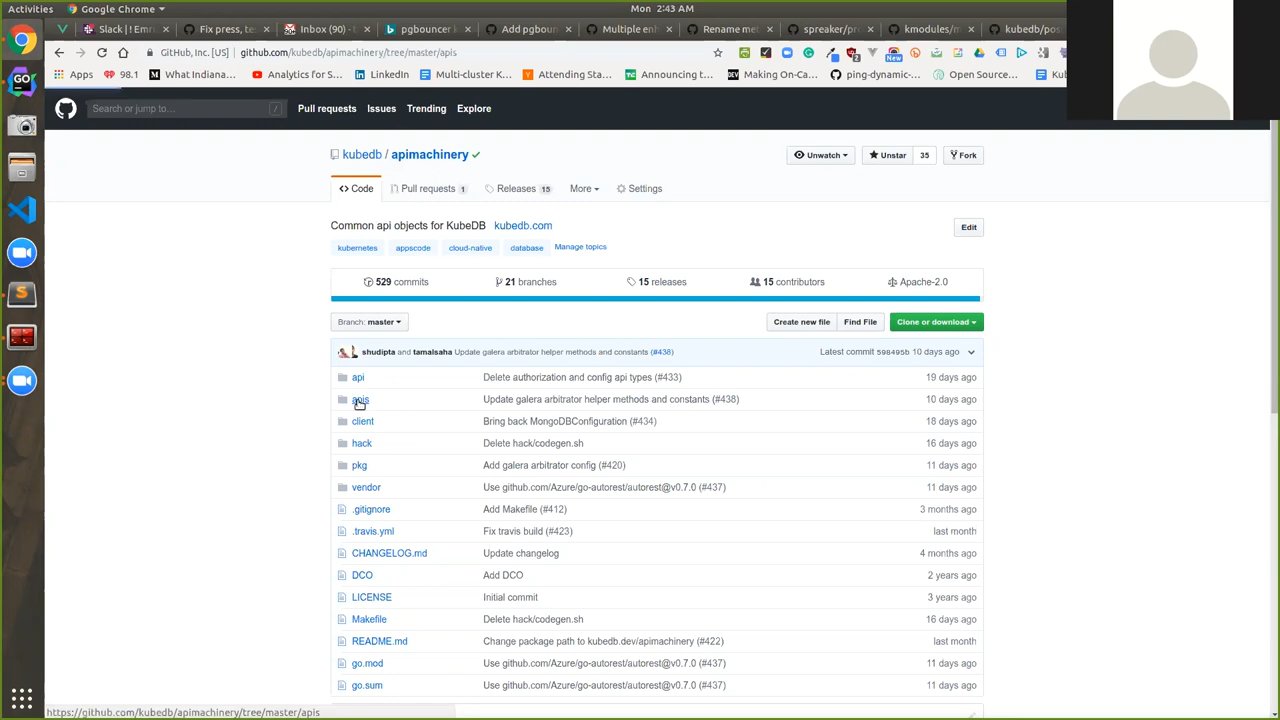 Activities Google Chrome Mon 2:43 AM
Slack | Emru Fix press, te Inbox (90) - pgbouncer Add pgboun Multiple enh Rename me spreaker/pr kmodules/m kubedb/pos
GitHub, Inc. [US] github.com/kubedb/apimachinery/tree/master/apis
Apps 98.1 What Indiana... Analytics for S... LinkedIn Multi-cluster K... Attending Sta... Announcing t... Making On-Ca... ping-dynamic-... Open Source... Ku
Search or jump to... / Pull requests Issues Trending Explore
kubedb / apimachinery Unwatch Unstar 35 Fork
Code Pull requests 1 Releases 15 More Settings
Common api objects for KubeDB kubedb.com Edit
kubernetes appscode cloud-native database Manage topics
529 commits 21 branches 15 releases 15 contributors Apache-2.0
Branch: master Create new file Find File Clone or download
shudipta and tamalsaha Update galera arbitrator helper methods and constants (#438) Latest commit 598495b 10 days ago
api Delete authorization and config api types (#433) 19 days ago
apis Update galera arbitrator helper methods and constants (#438) 10 days ago
client Bring back MongoDBConfiguration (#434) 18 days ago
hack Delete hack/codegen.sh 16 days ago
pkg Add galera arbitrator config (#420) 11 days ago
vendor Use github.com/Azure/go-autorest/autorest@v0.7.0 (#437) 11 days ago
.gitignore Add Makefile (#412) 3 months ago
.travis.yml Fix travis build (#423) last month
CHANGELOG.md Update changelog 4 months ago
DCO Add DCO 2 years ago
LICENSE Initial commit 3 years ago
Makefile Delete hack/codegen.sh 16 days ago
README.md Change package path to kubedb.dev/apimachinery (#422) last month
go.mod Use github.com/Azure/go-autorest/autorest@v0.7.0 (#437) 11 days ago
go.sum Use github.com/Azure/go-autorest/autorest@v0.7.0 (#437) 11 days ago
https://github.com/kubedb/apimachinery/tree/master/apis